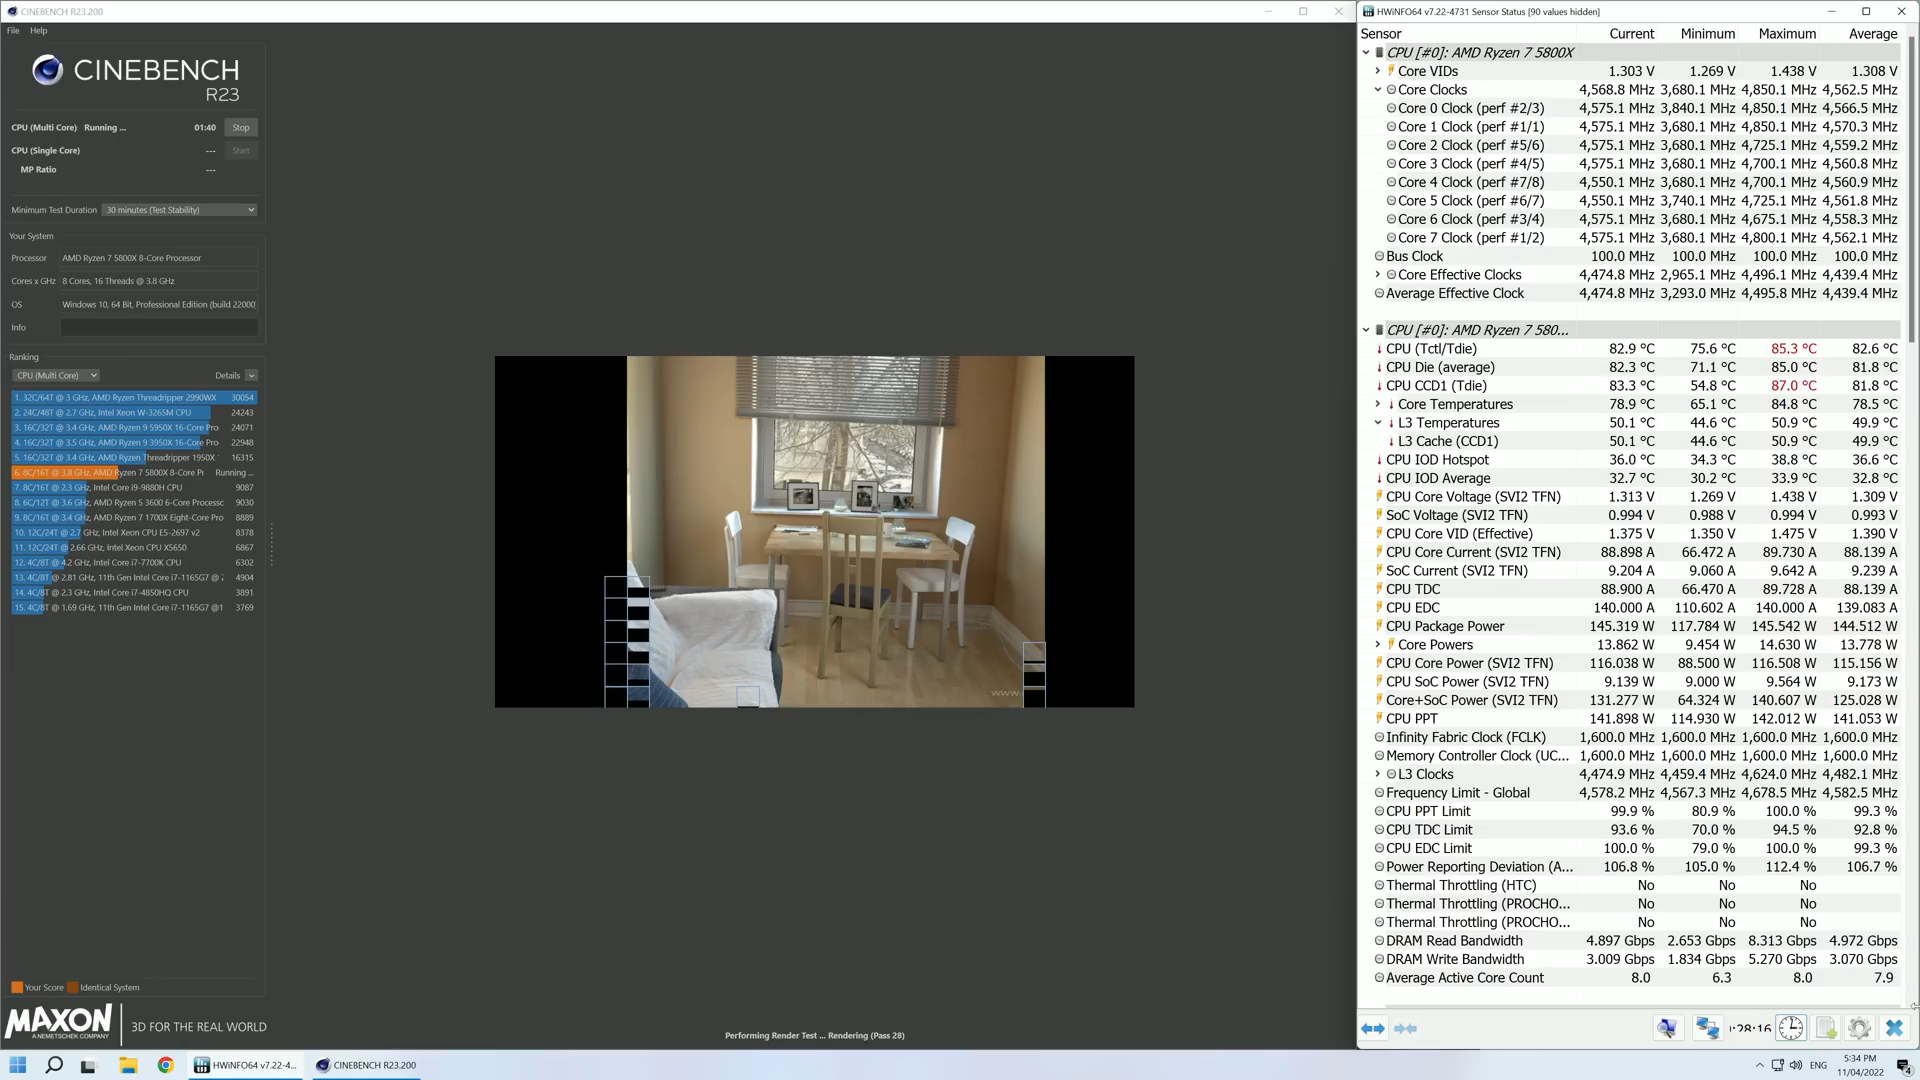 CINEBENCH R23.200
File Help
CINEBENCH
R23
CPU (Multi Core) Running ... 01:40 Stop
CPU (Single Core) --- Start
MP Ratio ---
Minimum Test Duration 30 minutes (Test Stability)
Your System
Processor AMD Ryzen 7 5800X 8-Core Processor
Cores x GHz 8 Cores, 16 Threads @ 3.8 GHz
OS Windows 10, 64 Bit, Professional Edition (build 22000)
Info
Ranking
CPU (Multi Core) Details
1. 32C/64T @ 3 GHz, AMD Ryzen Threadripper 2990WX 30054
2. 24C/48T @ 2.7 GHz, Intel Xeon W-3265M CPU 24243
3. 16C/32T @ 3.4 GHz, AMD Ryzen 9 5950X 16-Core Pro 24071
4. 16C/32T @ 3.5 GHz, AMD Ryzen 9 3950X 16-Core Pro 22948
5. 16C/32T @ 3.4 GHz, AMD Ryzen Threadripper 1950X 16315
6. 8C/16T @ 3.8 GHz, AMD Ryzen 7 5800X 8-Core Pr Running ...
7. 8C/16T @ 2.3 GHz, Intel Core i9-9880H CPU 9087
8. 6C/12T @ 3.6 GHz, AMD Ryzen 5 3600 6-Core Processc 9030
9. 8C/16T @ 3.4 GHz, AMD Ryzen 7 1700X Eight-Core Pro 8889
10. 12C/24T @ 2.7 GHz, Intel Xeon CPU E5-2697 v2 8378
11. 12C/24T @ 2.66 GHz, Intel Xeon CPU X5650 6867
12. 4C/8T @ 4.2 GHz, Intel Core i7-7700K CPU 6302
13. 4C/8T @ 2.81 GHz, 11th Gen Intel Core i7-1165G7 @ 4904
14. 4C/8T @ 2.3 GHz, Intel Core i7-4850HQ CPU 3891
15. 4C/8T @ 1.69 GHz, 11th Gen Intel Core i7-1165G7 @1 3769
Your Score Identical System
MAXON
A NEMETSCHEK COMPANY
3D FOR THE REAL WORLD
www.
Performing Render Test ... Rendering (Pass 28)
HWiNFO64 v7.22-4731 Sensor Status [90 values hidden]
Sensor Current Minimum Maximum Average
CPU [#0]: AMD Ryzen 7 5800X
Core VIDs 1.303 V 1.269 V 1.438 V 1.308 V
Core Clocks 4,568.8 MHz 3,680.1 MHz 4,850.1 MHz 4,562.5 MHz
Core 0 Clock (perf #2/3) 4,575.1 MHz 3,840.1 MHz 4,850.1 MHz 4,566.5 MHz
Core 1 Clock (perf #1/1) 4,575.1 MHz 3,680.1 MHz 4,850.1 MHz 4,570.3 MHz
Core 2 Clock (perf #5/6) 4,575.1 MHz 3,680.1 MHz 4,725.1 MHz 4,559.2 MHz
Core 3 Clock (perf #4/5) 4,575.1 MHz 3,680.1 MHz 4,700.1 MHz 4,560.8 MHz
Core 4 Clock (perf #7/8) 4,550.1 MHz 3,680.1 MHz 4,700.1 MHz 4,560.9 MHz
Core 5 Clock (perf #6/7) 4,550.1 MHz 3,740.1 MHz 4,725.1 MHz 4,561.8 MHz
Core 6 Clock (perf #3/4) 4,575.1 MHz 3,680.1 MHz 4,675.1 MHz 4,558.3 MHz
Core 7 Clock (perf #1/2) 4,575.1 MHz 3,680.1 MHz 4,800.1 MHz 4,562.1 MHz
Bus Clock 100.0 MHz 100.0 MHz 100.0 MHz 100.0 MHz
Core Effective Clocks 4,474.8 MHz 2,965.1 MHz 4,496.1 MHz 4,439.4 MHz
Average Effective Clock 4,474.8 MHz 3,293.0 MHz 4,495.8 MHz 4,439.4 MHz
CPU [#0]: AMD Ryzen 7 580...
CPU (Tctl/Tdie) 82.9 °C 75.6 °C 85.3 °C 82.6 °C
CPU Die (average) 82.3 °C 71.1 °C 85.0 °C 81.8 °C
CPU CCD1 (Tdie) 83.3 °C 54.8 °C 87.0 °C 81.8 °C
Core Temperatures 78.9 °C 65.1 °C 84.8 °C 78.5 °C
L3 Temperatures 50.1 °C 44.6 °C 50.9 °C 49.9 °C
L3 Cache (CCD1) 50.1 °C 44.6 °C 50.9 °C 49.9 °C
CPU IOD Hotspot 36.0 °C 34.3 °C 38.8 °C 36.6 °C
CPU IOD Average 32.7 °C 30.2 °C 33.9 °C 32.8 °C
CPU Core Voltage (SVI2 TFN) 1.313 V 1.269 V 1.438 V 1.309 V
SoC Voltage (SVI2 TFN) 0.994 V 0.988 V 0.994 V 0.993 V
CPU Core VID (Effective) 1.375 V 1.350 V 1.475 V 1.390 V
CPU Core Current (SVI2 TFN) 88.898 A 66.472 A 89.730 A 88.139 A
SoC Current (SVI2 TFN) 9.204 A 9.060 A 9.642 A 9.239 A
CPU TDC 88.900 A 66.470 A 89.728 A 88.139 A
CPU EDC 140.000 A 110.602 A 140.000 A 139.083 A
CPU Package Power 145.319 W 117.784 W 145.542 W 144.512 W
Core Powers 13.862 W 9.454 W 14.630 W 13.778 W
CPU Core Power (SVI2 TFN) 116.038 W 88.500 W 116.508 W 115.156 W
CPU SoC Power (SVI2 TFN) 9.139 W 9.000 W 9.564 W 9.173 W
Core+SoC Power (SVI2 TFN) 131.277 W 64.324 W 140.607 W 125.028 W
CPU PPT 141.898 W 114.930 W 142.012 W 141.053 W
Infinity Fabric Clock (FCLK) 1,600.0 MHz 1,600.0 MHz 1,600.0 MHz 1,600.0 MHz
Memory Controller Clock (UC... 1,600.0 MHz 1,600.0 MHz 1,600.0 MHz 1,600.0 MHz
L3 Clocks 4,474.9 MHz 4,459.4 MHz 4,624.0 MHz 4,482.1 MHz
Frequency Limit - Global 4,578.2 MHz 4,567.3 MHz 4,678.5 MHz 4,582.5 MHz
CPU PPT Limit 99.9 % 80.9 % 100.0 % 99.3 %
CPU TDC Limit 93.6 % 70.0 % 94.5 % 92.8 %
CPU EDC Limit 100.0 % 79.0 % 100.0 % 99.3 %
Power Reporting Deviation (A... 106.8 % 105.0 % 112.4 % 106.7 %
Thermal Throttling (HTC) No No No
Thermal Throttling (PROCHO... No No No
Thermal Throttling (PROCHO... No No No
DRAM Read Bandwidth 4.897 Gbps 2.653 Gbps 8.313 Gbps 4.972 Gbps
DRAM Write Bandwidth 3.009 Gbps 1.834 Gbps 5.270 Gbps 3.070 Gbps
Average Active Core Count 8.0 6.3 8.0 7.9
:28:16
HWiNFO64 v7.22-4...
CINEBENCH R23.200
ENG
5:34 PM
11/04/2022
4